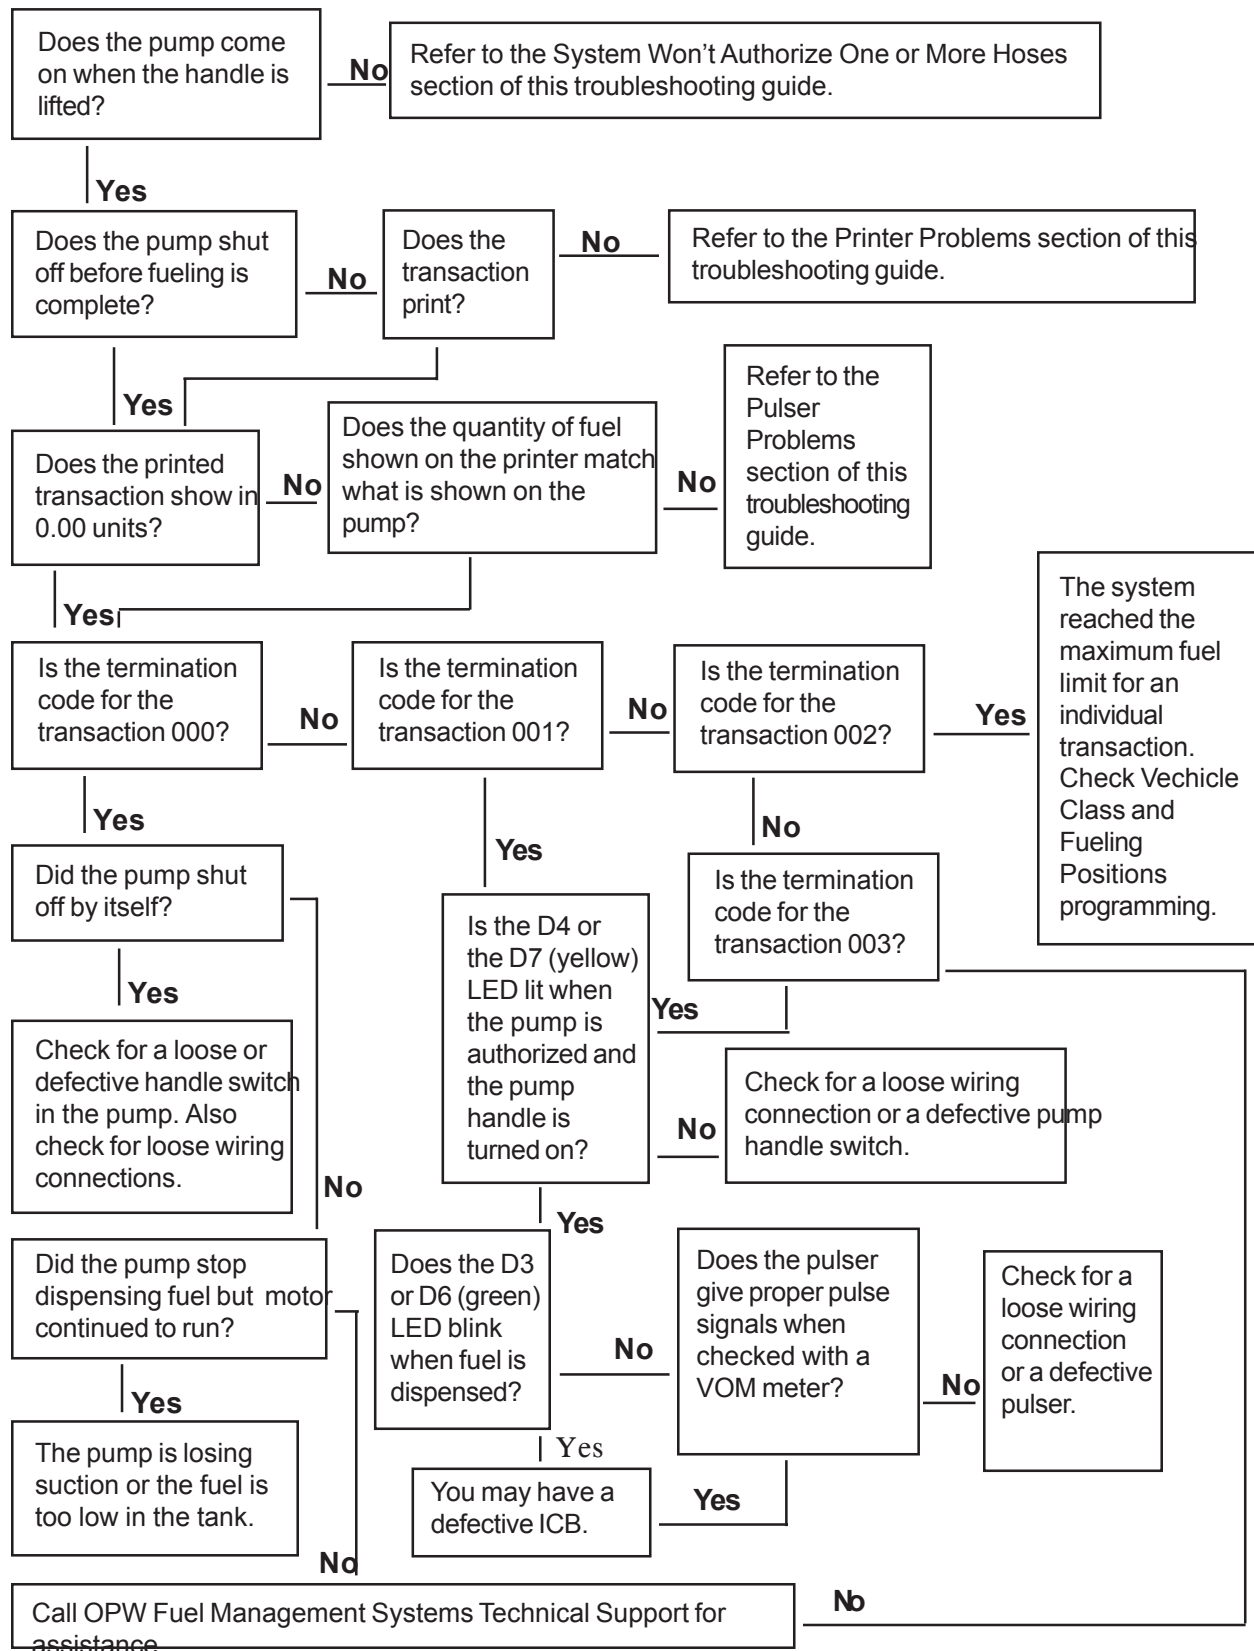 Does the pump come
on when the handle is
lifted?
No
Refer to the System Won't Authorize One or More Hoses
section of this troubleshooting guide.
Yes
Does the pump shut
off before fueling is
complete?
No
Does the
transaction
print?
No
Refer to the Printer Problems section of this
troubleshooting guide.
Yes
Does the printed
transaction show in
0.00 units?
No
Does the quantity of fuel
shown on the printer match
what is shown on the
pump?
No
Refer to the
Pulser
Problems
section of this
troubleshooting
guide.
Yes
Is the termination
code for the
transaction 000?
No
Is the termination
code for the
transaction 001?
No
Is the termination
code for the
transaction 002?
Yes
The system
reached the
maximum fuel
limit for an
individual
transaction.
Check Vechicle
Class and
Fueling
Positions
programming.
Yes
Did the pump shut
off by itself?
Yes
No
Is the termination
code for the
transaction 003?
Yes
Check for a loose or
defective handle switch
in the pump. Also
check for loose wiring
connections.
No
Is the D4 or
the D7 (yellow)
LED lit when
the pump is
authorized and
the pump
handle is
turned on?
Yes
No
Check for a loose wiring
connection or a defective pump
handle switch.
Yes
Did the pump stop
dispensing fuel but motor
continued to run?
Does the D3
or D6 (green)
LED blink
when fuel is
dispensed?
No
Does the pulser
give proper pulse
signals when
checked with a
VOM meter?
No
Check for a
loose wiring
connection
or a defective
pulser.
Yes
The pump is losing
suction or the fuel is
too low in the tank.
Yes
You may have a
defective ICB.
Yes
No
No
Call OPW Fuel Management Systems Technical Support for
assistance